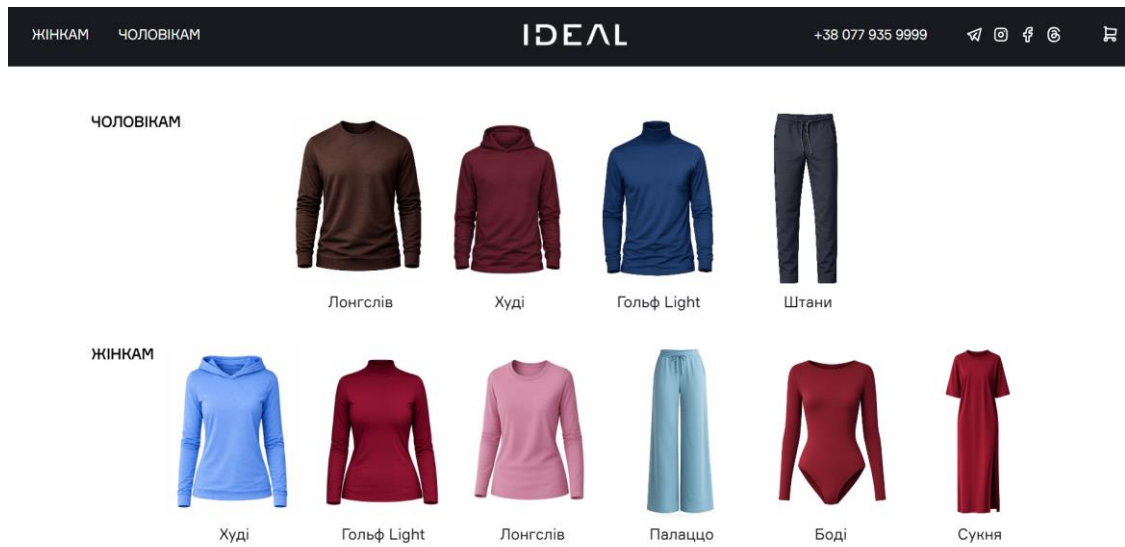 ЖІНКАМ ЧОЛОВІКАМ IDEAL +38 077 935 9999
ЧОЛОВІКАМ
Лонгслів Худі Гольф Light Штани
ЖІНКАМ
Худі Гольф Light Лонгслів Палаццо Боді Сукня